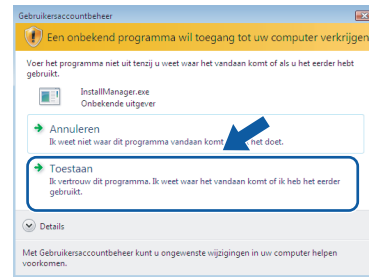 Gebruikersaccountbeheer
Een onbekend programma wil toegang tot uw computer verkrijgen
Voer het programma niet uit tenzij u weet waar het vandaan komt of als u het eerder hebt
gebruikt.
InstallManager.exe
Onbekende uitgever
Annuleren
Ik weet niet waar dit programma vandaan komt het doet.
Toestaan
Ik vertrouw dit programma. Ik weet waar het vandaan komt of ik heb het eerder
gebruikt.
Details
Met Gebruikersaccountbeheer kunt u ongewenste wijzigingen in uw computer helpen
voorkomen.